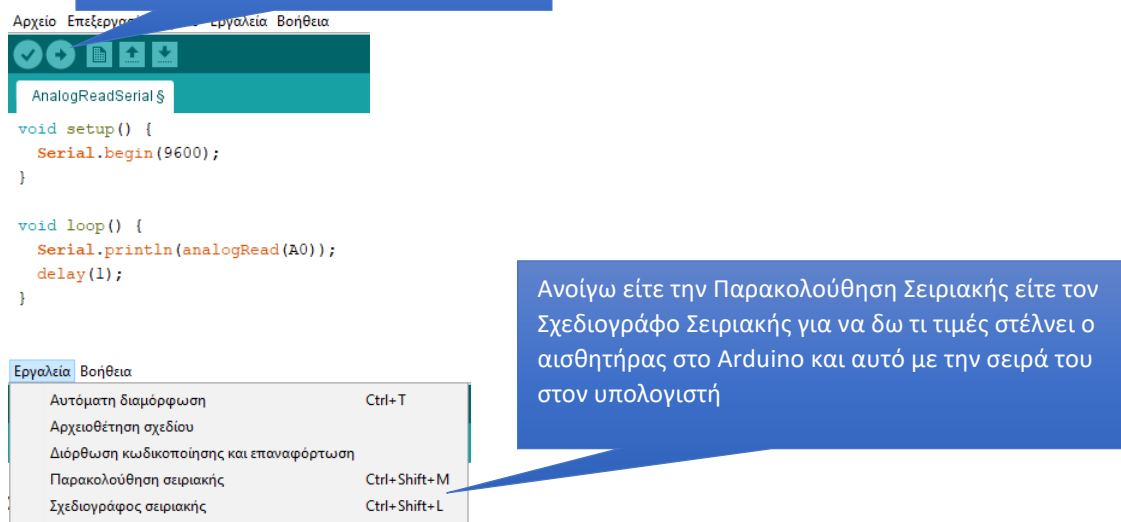 Αρχείο Επεξεργασία Εργαλεία Βοήθεια
AnalogReadSerial §
void setup() {
Serial.begin(9600);
}
void loop() {
Serial.println(analogRead(A0));
delay(1);
}
Ανοίγω είτε την Παρακολούθηση Σειριακής είτε τον
Σχεδιογράφο Σειριακής για να δω τι τιμές στέλνει ο
αισθητήρας στο Arduino και αυτό με την σειρά του
στον υπολογιστή
Εργαλεία Βοήθεια
Αυτόματη διαμόρφωση Ctrl+T
Αρχειοθέτηση σχεδίου
Διόρθωση κωδικοποίησης και επαναφόρτωση
Παρακολούθηση σειριακής Ctrl+Shift+M
Σχεδιογράφος σειριακής Ctrl+Shift+L